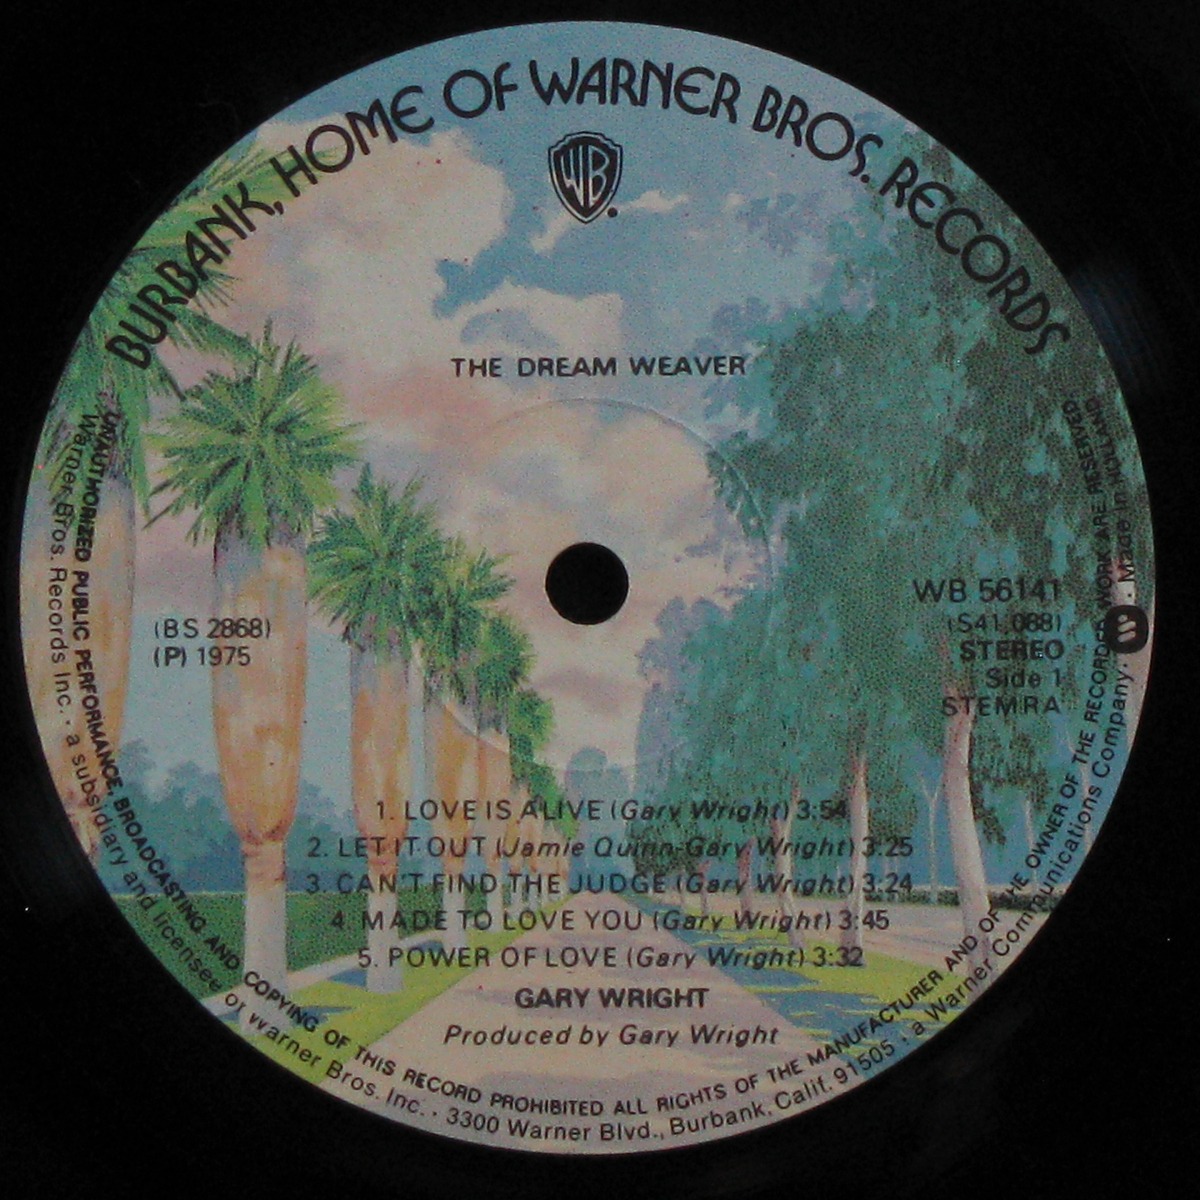 BURBANK, HOME OF WARNER BROS. RECORDS
WB
THE DREAM WEAVER
(BS 2868)
(P) 1975
WB 56141
(S41.088)
STEREO
Side 1
STEMRA
1. LOVE IS ALIVE (Gary Wright) 3:54
2. LET IT OUT (Jamie Quinn-Gary Wright) 3:25
3. CAN'T FIND THE JUDGE (Gary Wright) 3:24
4. MADE TO LOVE YOU (Gary Wright) 3:45
5. POWER OF LOVE (Gary Wright) 3:32
GARY WRIGHT
Produced by Gary Wright
UNAUTHORIZED PUBLIC PERFORMANCE, BROADCASTING AND COPYING OF THIS RECORD PROHIBITED ALL RIGHTS OF THE MANUFACTURER AND OF THE OWNER OF THE RECORDED WORK ARE RESERVED
Warner Bros. Records Inc. · a subsidiary and licensee of Warner Bros. Inc. · 3300 Warner Blvd., Burbank, Calif. 91505 · a Warner Communications Company. W · Made in Holland